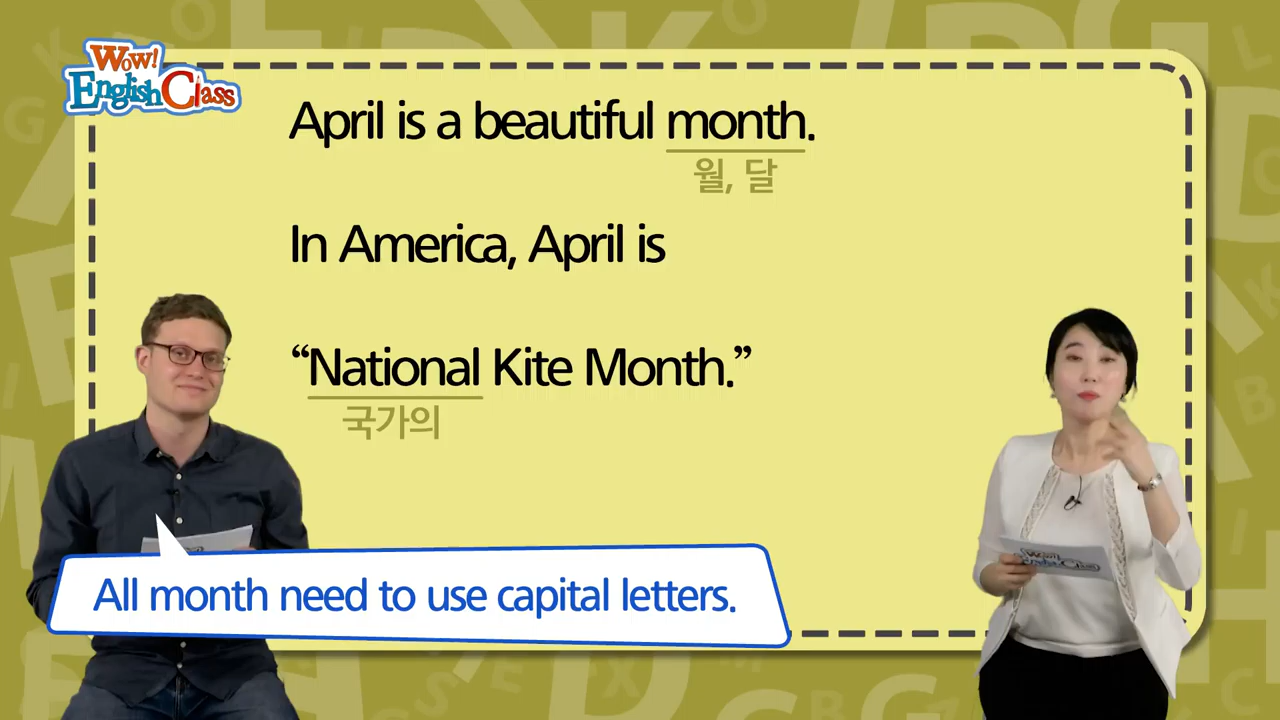 Wow!
English Class
April is a beautiful month.
월, 달
In America, April is
“National Kite Month.”
국가의
All month need to use capital letters.